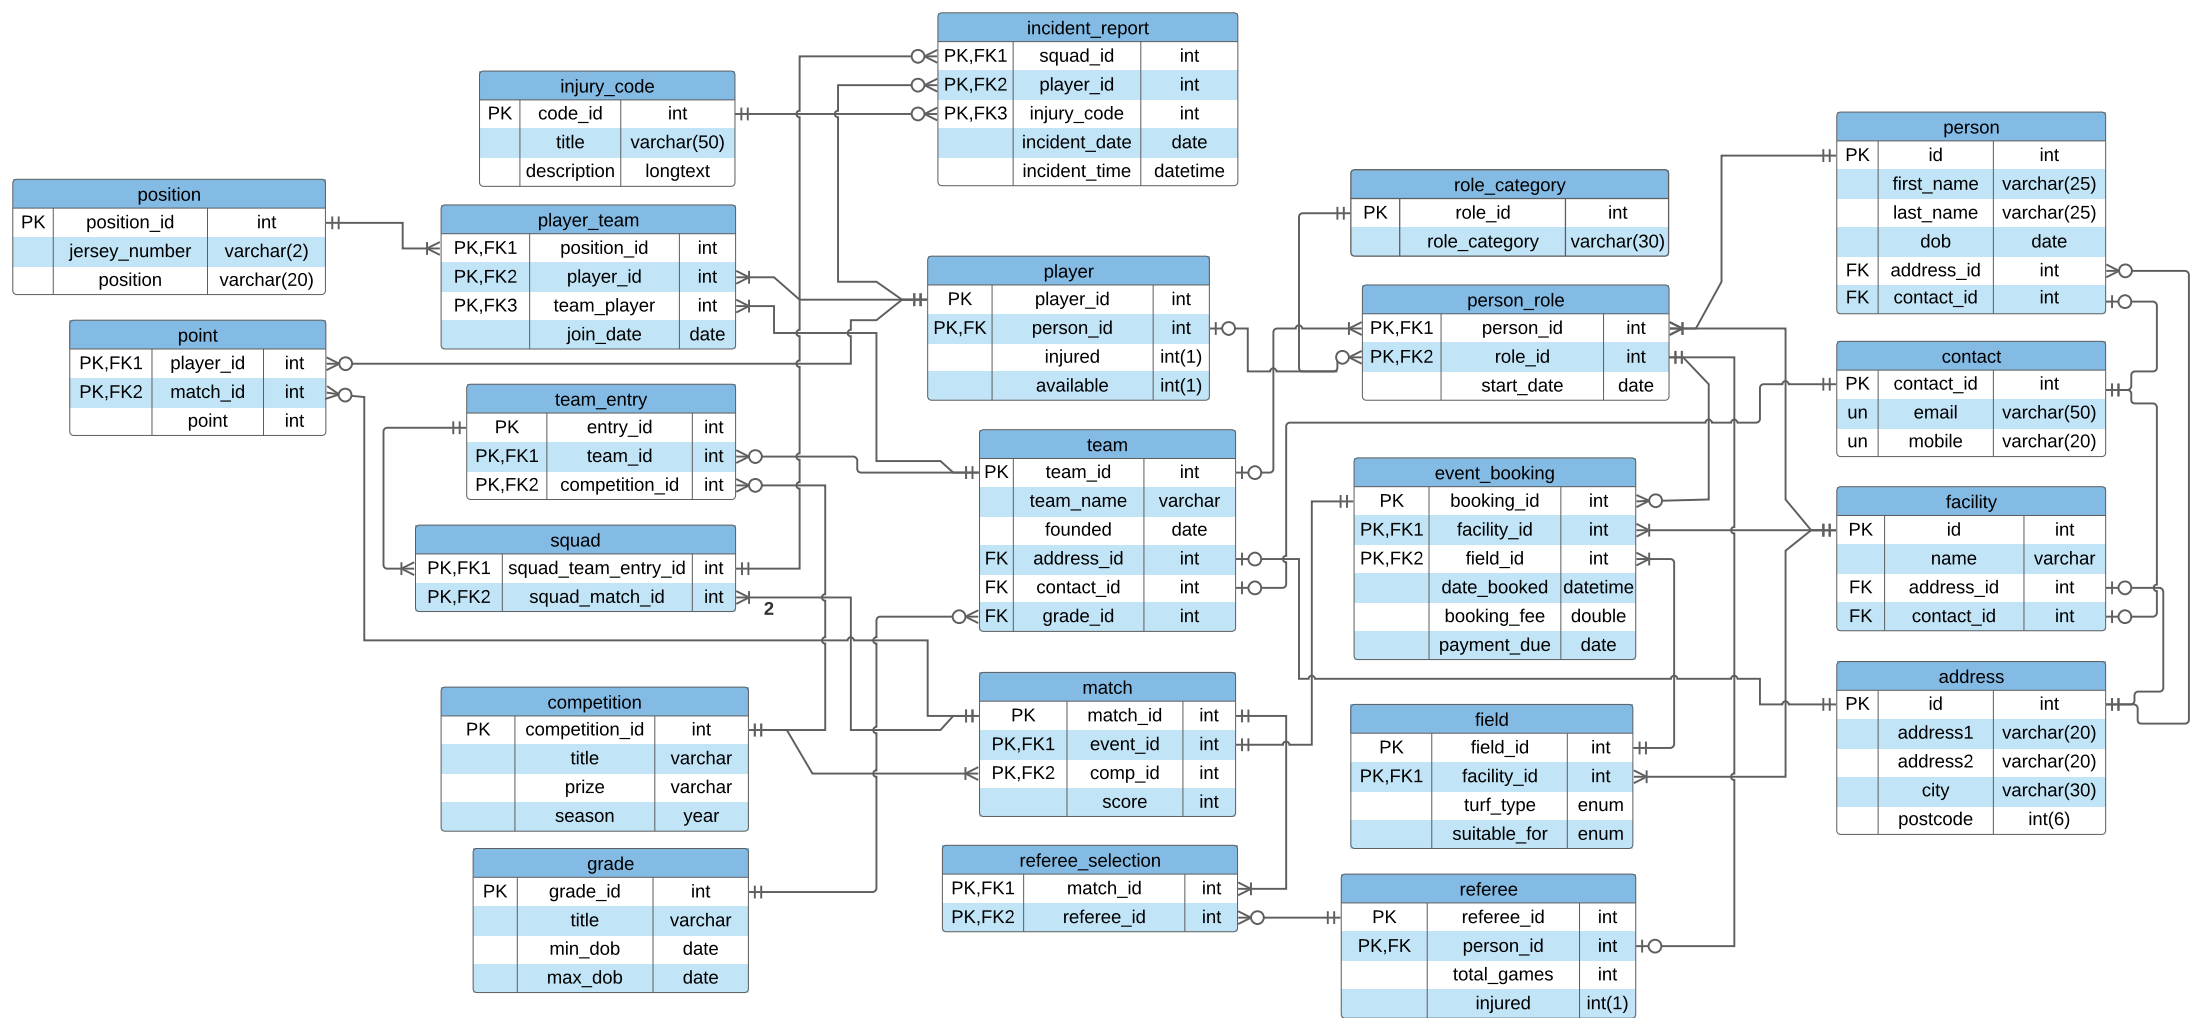 incident_report
PK,FK1 squad_id int
PK,FK2 player_id int
PK,FK3 injury_code int
incident_date date
incident_time datetime
injury_code
PK code_id int
title varchar(50)
description longtext
person
PK id int
first_name varchar(25)
last_name varchar(25)
dob date
FK address_id int
FK contact_id int
role_category
PK role_id int
role_category varchar(30)
position
PK position_id int
jersey_number varchar(2)
position varchar(20)
player_team
PK,FK1 position_id int
PK,FK2 player_id int
PK,FK3 team_player int
join_date date
player
PK player_id int
PK,FK person_id int
injured int(1)
available int(1)
person_role
PK,FK1 person_id int
PK,FK2 role_id int
start_date date
point
PK,FK1 player_id int
PK,FK2 match_id int
point int
contact
PK contact_id int
un email varchar(50)
un mobile varchar(20)
team_entry
PK entry_id int
PK,FK1 team_id int
PK,FK2 competition_id int
team
PK team_id int
team_name varchar
founded date
FK address_id int
FK contact_id int
FK grade_id int
event_booking
PK booking_id int
PK,FK1 facility_id int
PK,FK2 field_id int
date_booked datetime
booking_fee double
payment_due date
facility
PK id int
name varchar
FK address_id int
FK contact_id int
squad
PK,FK1 squad_team_entry_id int
PK,FK2 squad_match_id int
2
address
PK id int
address1 varchar(20)
address2 varchar(20)
city varchar(30)
postcode int(6)
match
PK match_id int
PK,FK1 event_id int
PK,FK2 comp_id int
score int
competition
PK competition_id int
title varchar
prize varchar
season year
field
PK field_id int
PK,FK1 facility_id int
turf_type enum
suitable_for enum
grade
PK grade_id int
title varchar
min_dob date
max_dob date
referee_selection
PK,FK1 match_id int
PK,FK2 referee_id int
referee
PK referee_id int
PK,FK person_id int
total_games int
injured int(1)